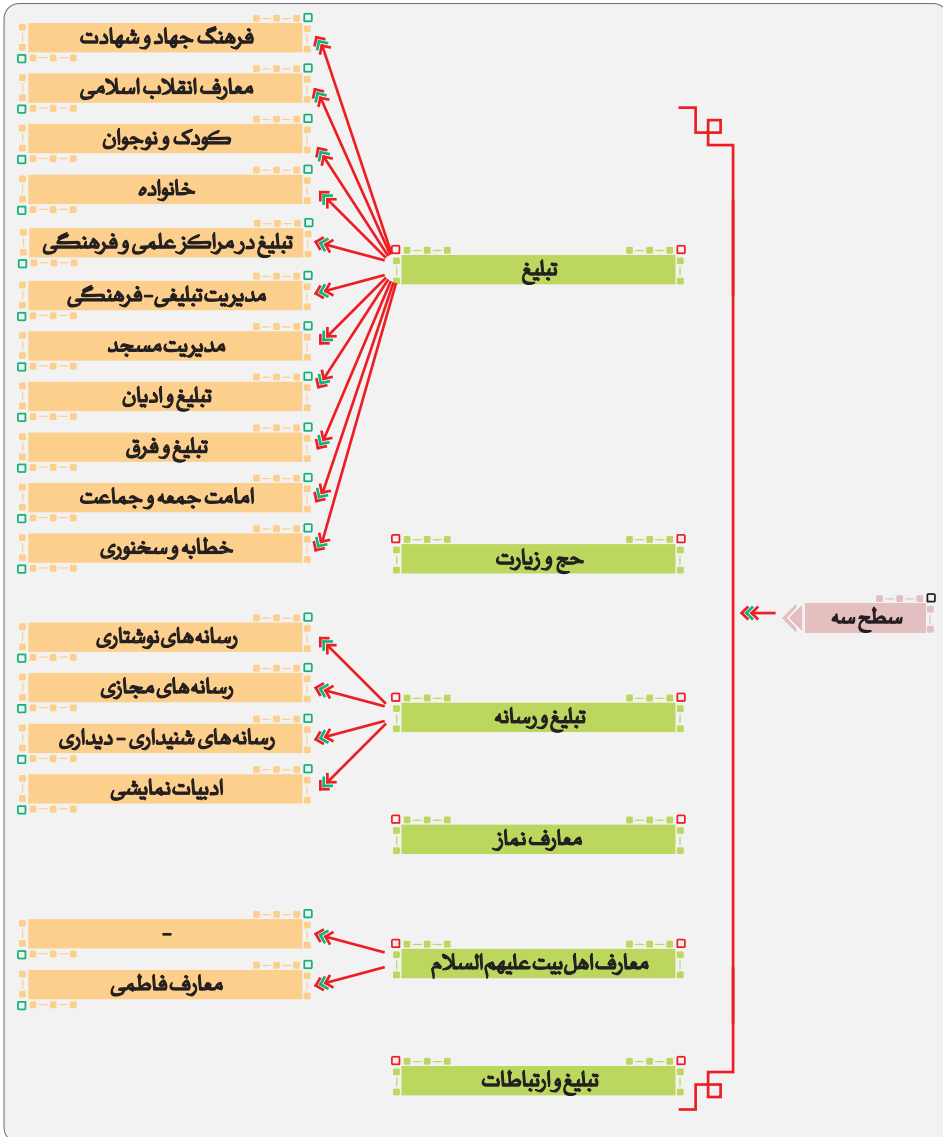 سطح سه
تبلیغ
فرهنگ جهاد و شهادت
معارف انقلاب اسلامی
کودک و نوجوان
خانواده
تبلیغ در مراکز علمی و فرهنگی
مدیریت تبلیغی-فرهنگی
مدیریت مسجد
تبلیغ و ادیان
تبلیغ و فرق
امامت جمعه و جماعت
خطابه و سخنوری
حج و زیارت
تبلیغ و رسانه
رسانه‌های نوشتاری
رسانه‌های مجازی
رسانه‌های شنیداری - دیداری
ادبیات نمایشی
معارف نماز
معارف اهل بیت علیهم السلام
-
معارف فاطمی
تبلیغ و ارتباطات